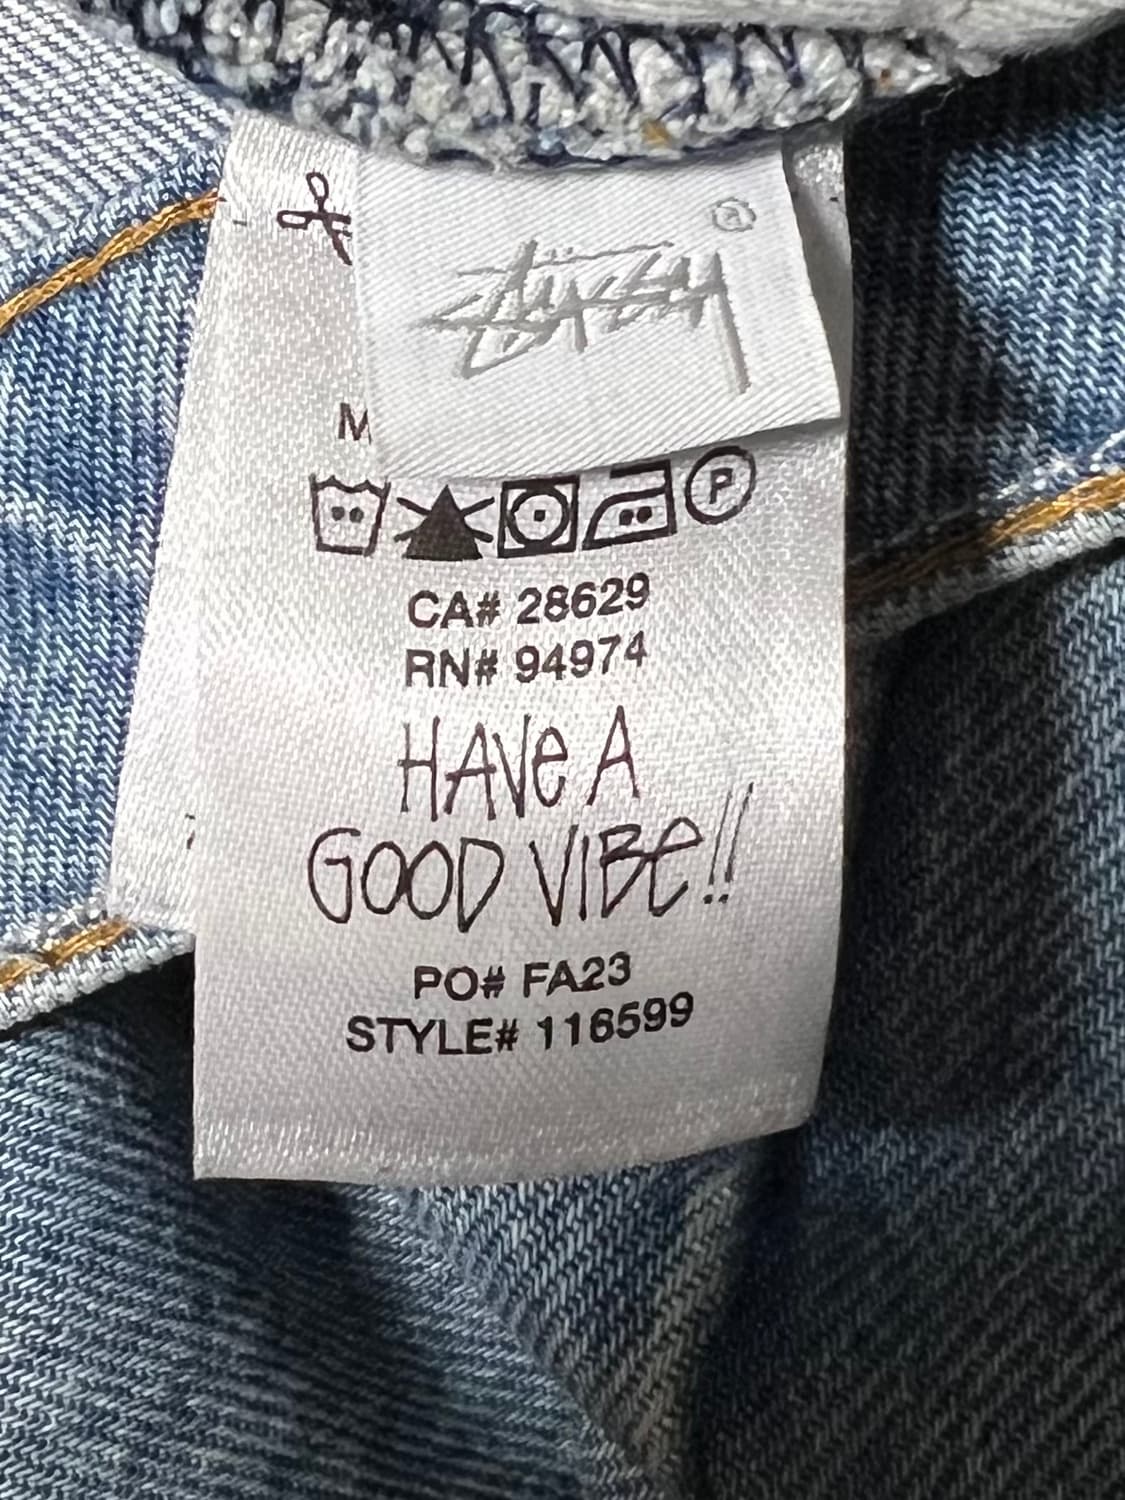 STÜSSY ®
M
P
CA# 28629
RN# 94974
HAVe A
GOOD VIBe!!
PO# FA23
STYLE# 116599